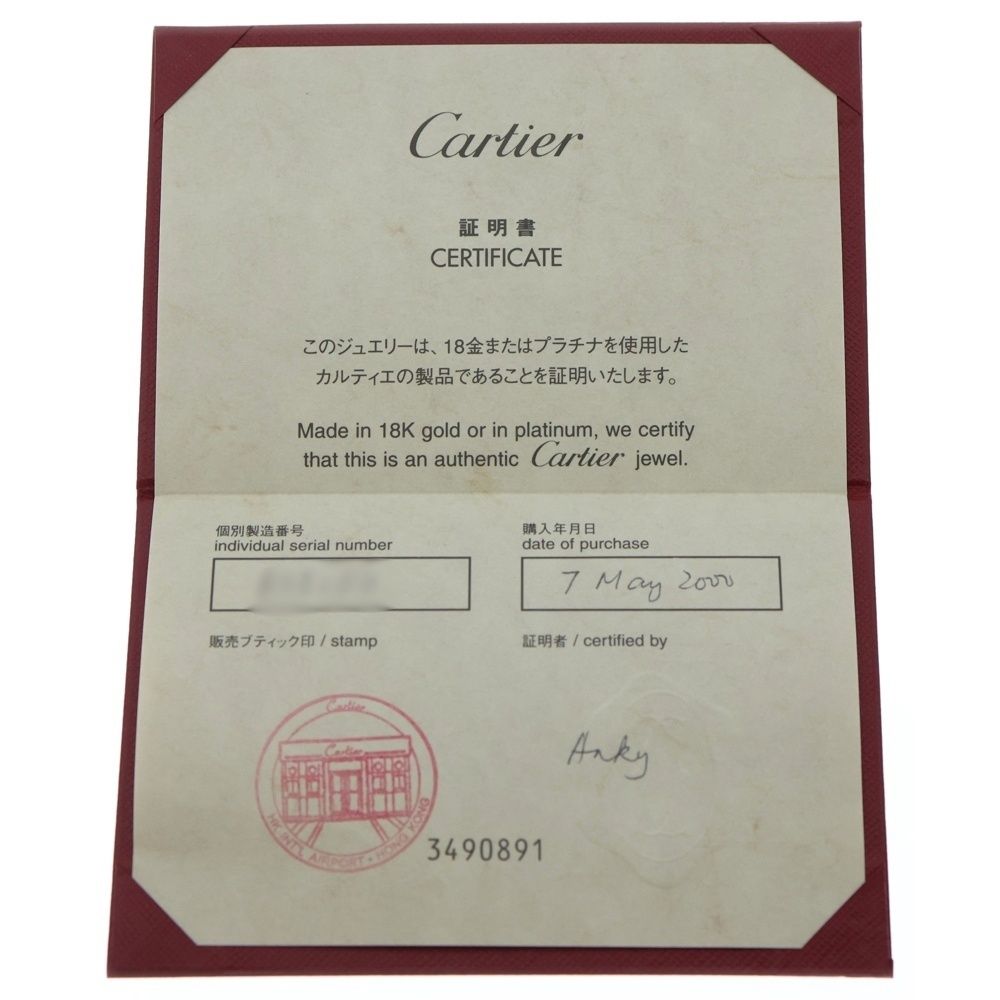 Cartier
証明書
CERTIFICATE
このジュエリーは、18金またはプラチナを使用した
カルティエの製品であることを証明いたします。
Made in 18K gold or in platinum, we certify
that this is an authentic Cartier jewel.
個別製造番号
individual serial number
購入年月日
date of purchase
7 May 2000
販売ブティック印 / stamp
証明者 / certified by
Cartier
Cartier
HK INT'L AIRPORT • HONG KONG
Anky
3490891